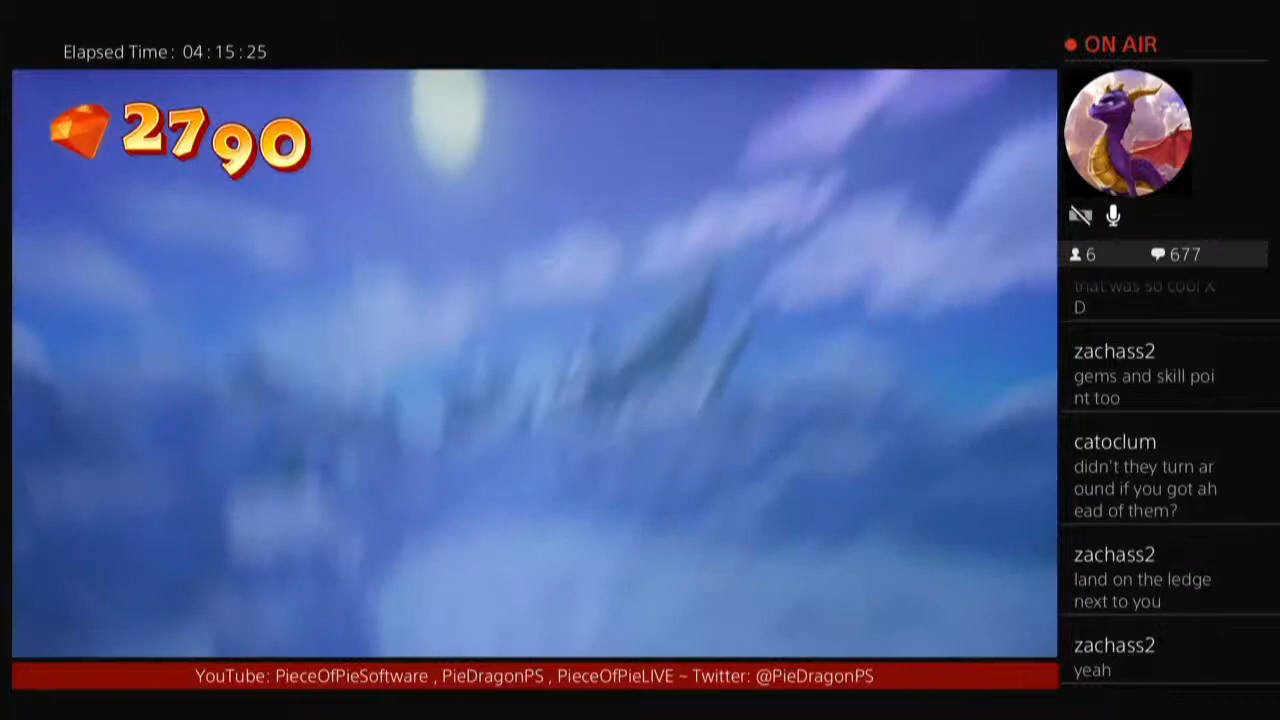 Elapsed Time: 04:15:25
ON AIR
2790
6
677
that was so cool X
D
zachass2
gems and skill poi
nt too
catoclum
didn't they turn ar
ound if you got ah
ead of them?
zachass2
land on the ledge
next to you
zachass2
yeah
YouTube: PieceOfPieSoftware , PieDragonPS , PieceOfPieLIVE ~ Twitter: @PieDragonPS